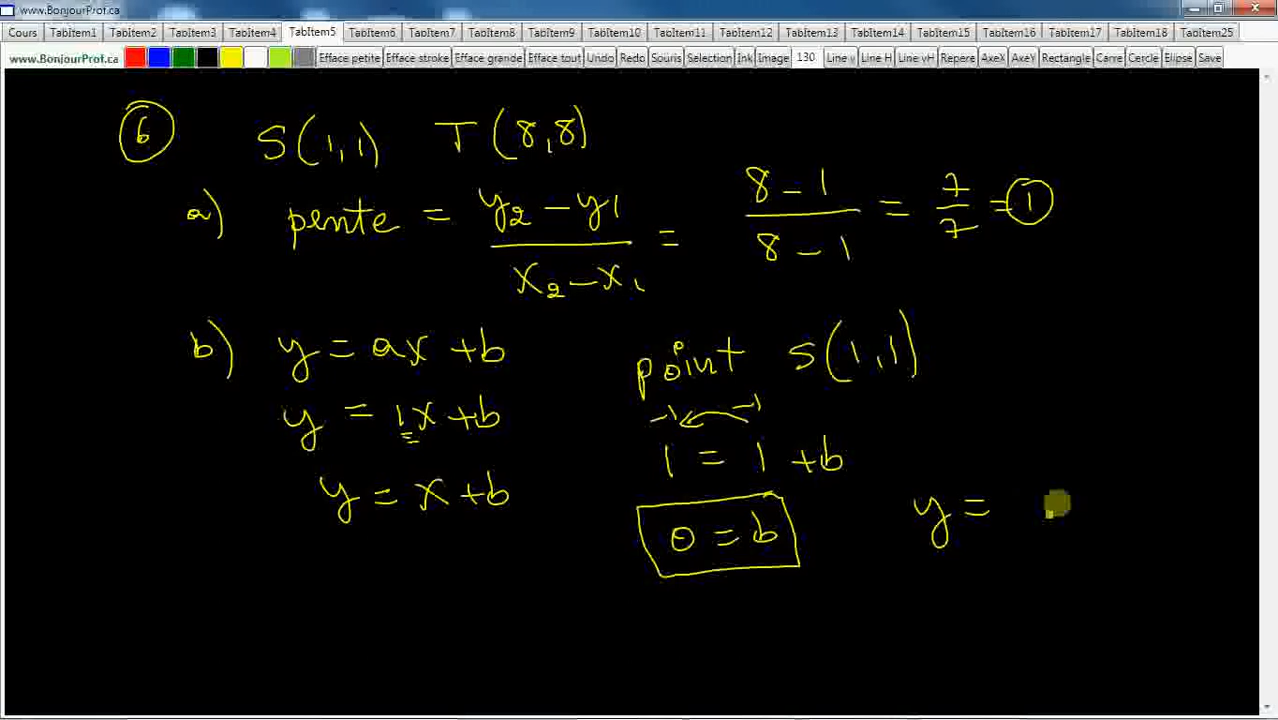 www.BonjourProf.ca
Cours TabItem1 TabItem2 TabItem3 TabItem4 TabItem5 TabItem6 TabItem7 TabItem8 TabItem9 TabItem10 TabItem11 TabItem12 TabItem13 TabItem14 TabItem15 TabItem16 TabItem17 TabItem18 TabItem25
www.BonjourProf.ca Efface petite Efface stroke Efface grande Efface tout Undo Redo Souris Selection Ink Image 130 Line v Line H Line vH Repere AxeX AxeY Rectangle Carre Cercle Elipse Save
6 S(1,1) T(8,8)
a) pente = y2 - y1 / x2 - x1 = 8 - 1 / 8 - 1 = 7/7 = 1
b) y = ax + b point S(1,1)
y = 1x + b -1 -1
1 = 1 + b
y = x + b 0 = b y =